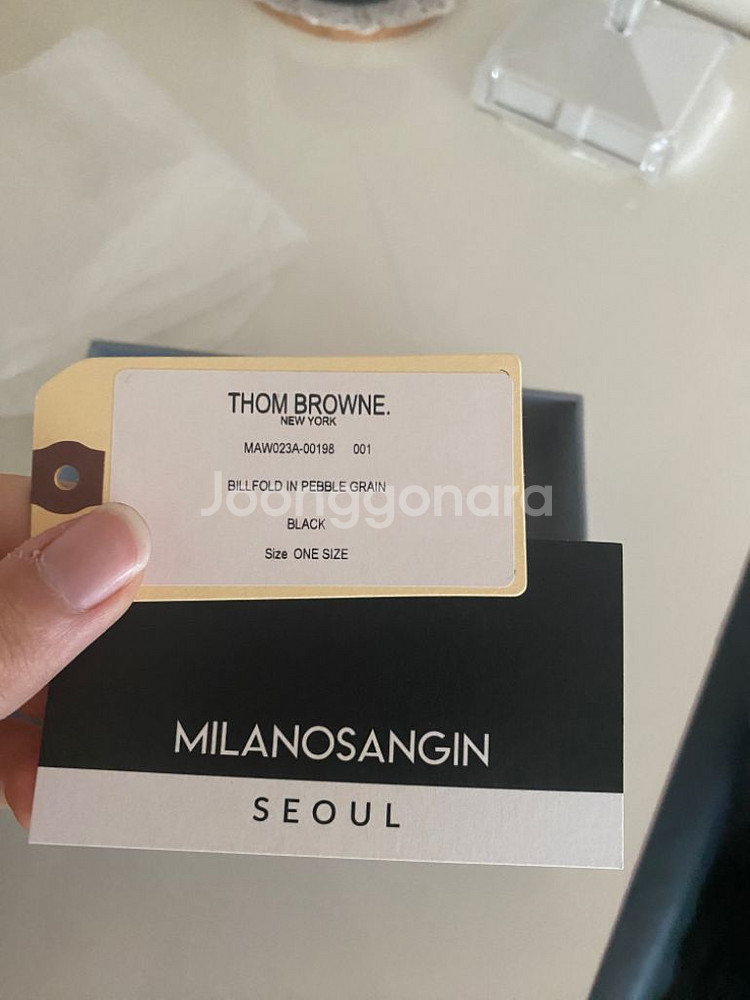 THOM BROWNE.
NEW YORK
MAW023A-00198 001
BILLFOLD IN PEBBLE GRAIN
Joonggonara
BLACK
Size ONE SIZE
MILANOSANGIN
SEOUL